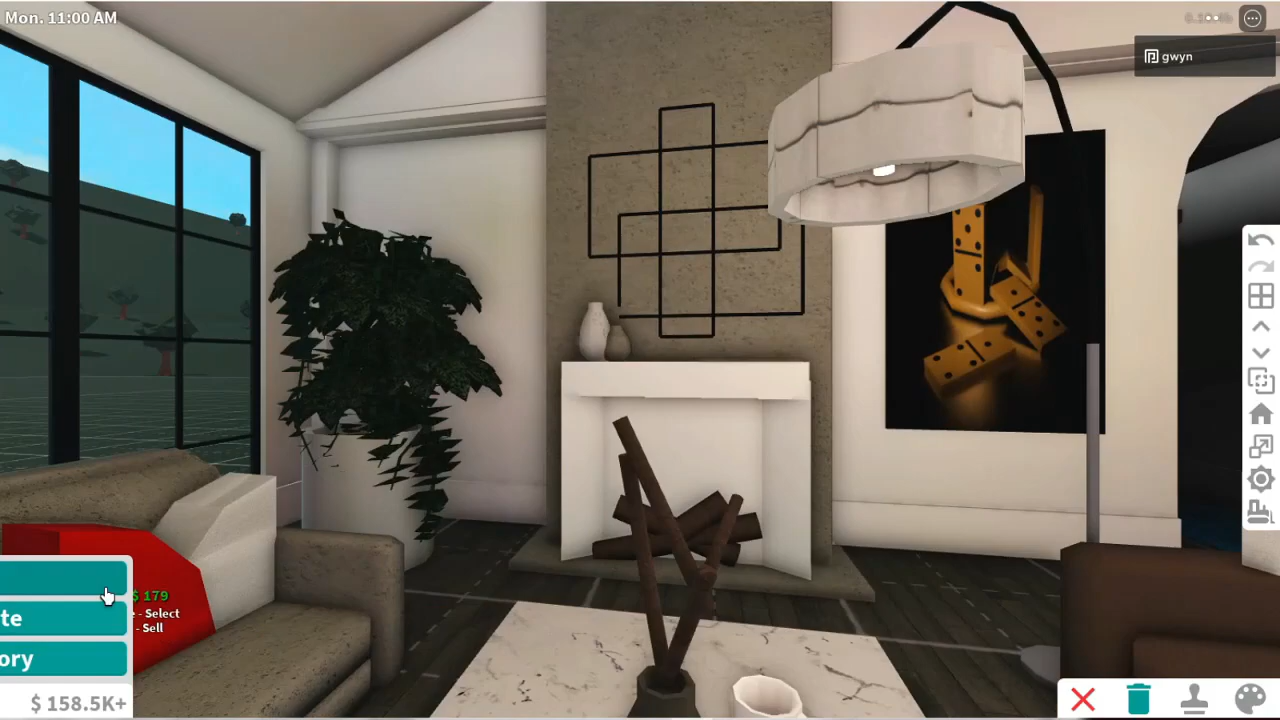 Mon. 11:00 AM
gwyn
$ 179
e - Select
- Sell
te
ory
$ 158.5K+